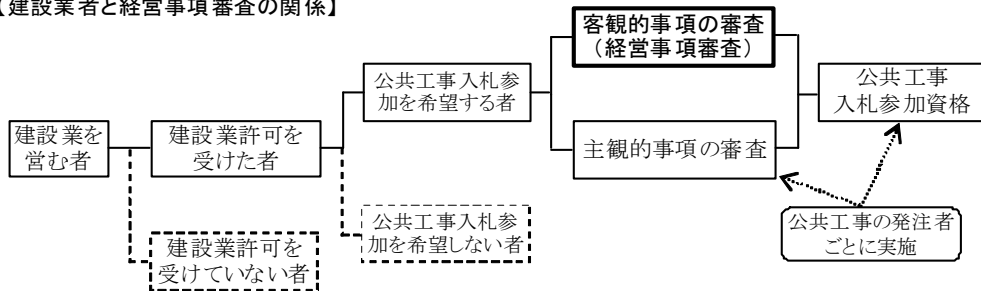 【建設業者と経営事項審査の関係】
客観的事項の審査
（経営事項審査）
公共工事入札参
加を希望する者
公共工事
入札参加資格
建設業を
営む者
建設業許可を
受けた者
主観的事項の審査
公共工事入札参
加を希望しない者
公共工事の発注者
ごとに実施
建設業許可を
受けていない者